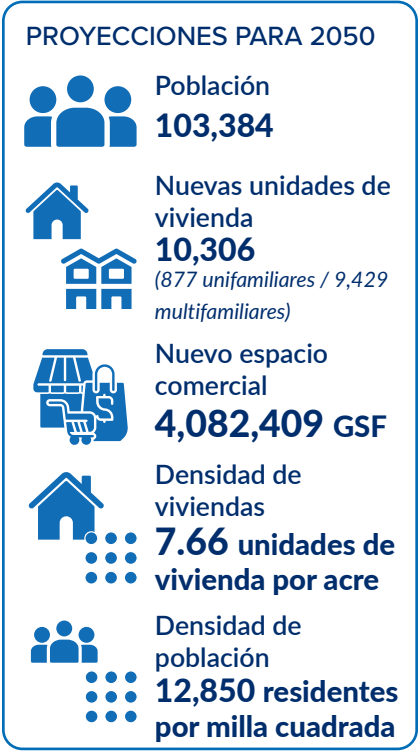 PROYECCIONES PARA 2050
Población
103,384
Nuevas unidades de
vivienda
10,306
(877 unifamiliares / 9,429
multifamiliares)
Nuevo espacio
comercial
$
4,082,409 GSF
Densidad de
viviendas
7.66 unidades de
vivienda por acre
Densidad de
población
12,850 residentes
por milla cuadrada